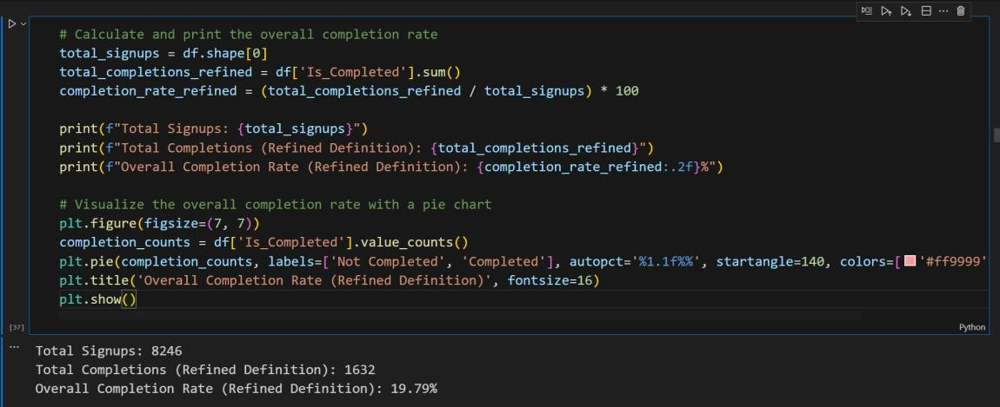 # Calculate and print the overall completion rate
total_signups = df.shape[0]
total_completions_refined = df['Is_Completed'].sum()
completion_rate_refined = (total_completions_refined / total_signups) * 100
print(f"Total Signups: {total_signups}")
print(f"Total Completions (Refined Definition): {total_completions_refined}")
print(f"Overall Completion Rate (Refined Definition): {completion_rate_refined:.2f}%")
# Visualize the overall completion rate with a pie chart
plt.figure(figsize=(7, 7))
completion_counts = df['Is_Completed'].value_counts()
plt.pie(completion_counts, labels=['Not Completed', 'Completed'], autopct='%1.1f%%', startangle=140, colors=['#ff9999'
plt.title('Overall Completion Rate (Refined Definition)', fontsize=16)
plt.show()
[37]
Python
Total Signups: 8246
Total Completions (Refined Definition): 1632
Overall Completion Rate (Refined Definition): 19.79%